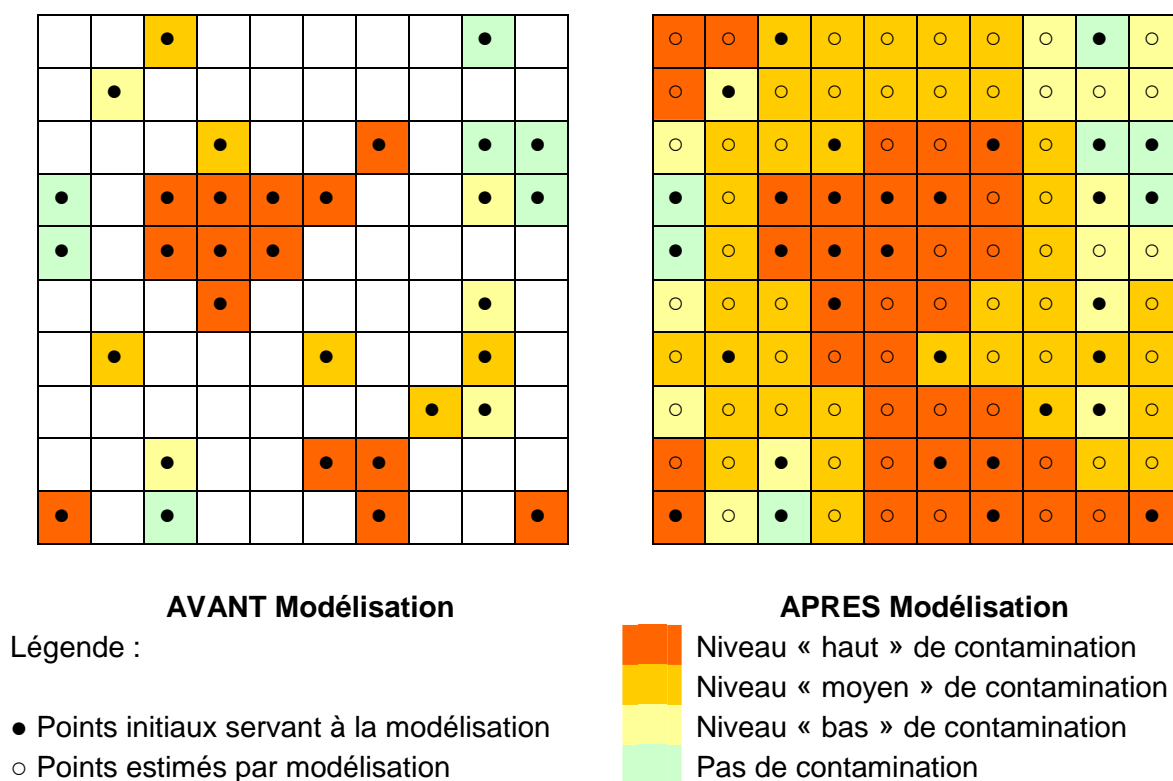 AVANT Modélisation
APRES Modélisation
Légende :
Niveau « haut » de contamination
Niveau « moyen » de contamination
● Points initiaux servant à la modélisation
Niveau « bas » de contamination
○ Points estimés par modélisation
Pas de contamination